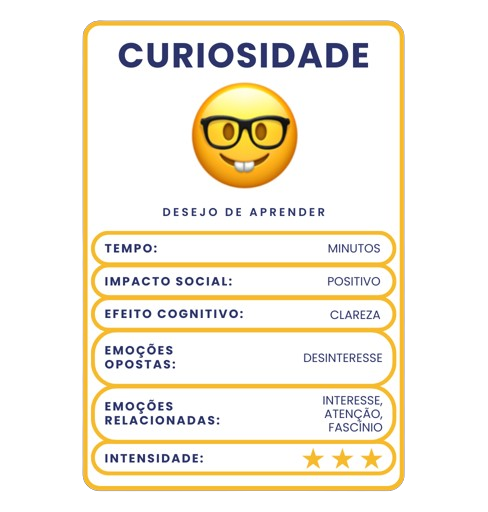 CURIOSIDADE
DESEJO DE APRENDER
TEMPO: MINUTOS
IMPACTO SOCIAL: POSITIVO
EFEITO COGNITIVO: CLAREZA
EMOÇÕES
OPOSTAS:
DESINTERESSE
EMOÇÕES
RELACIONADAS:
INTERESSE,
ATENÇÃO,
FASCÍNIO
INTENSIDADE: ★ ★ ★